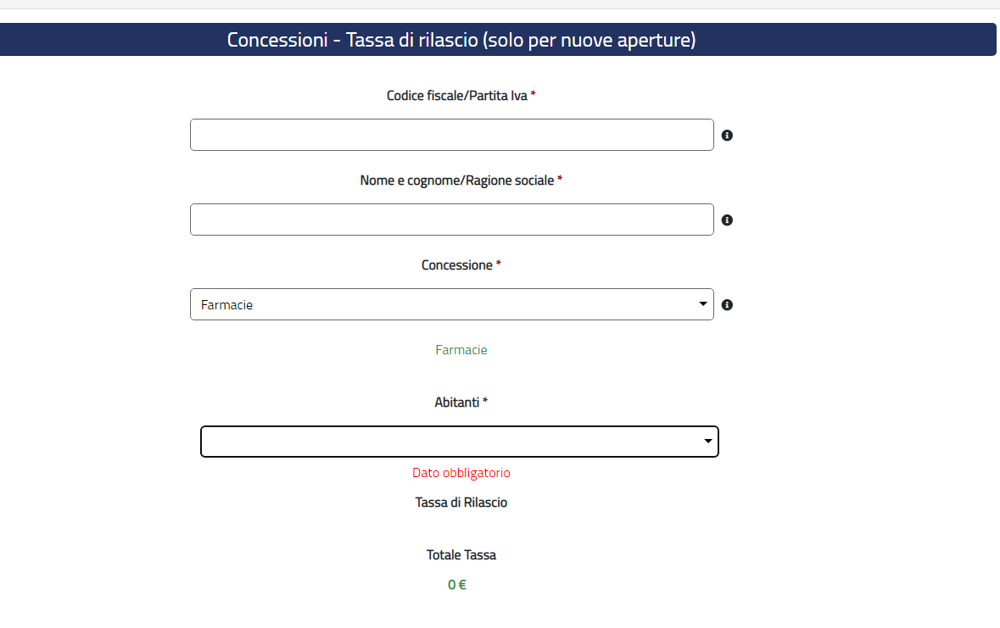 Concessioni - Tassa di rilascio (solo per nuove aperture)
Codice fiscale/Partita Iva *
Nome e cognome/Ragione sociale *
Concessione *
Farmacie
Farmacie
Abitanti *
Dato obbligatorio
Tassa di Rilascio
Totale Tassa
0 €